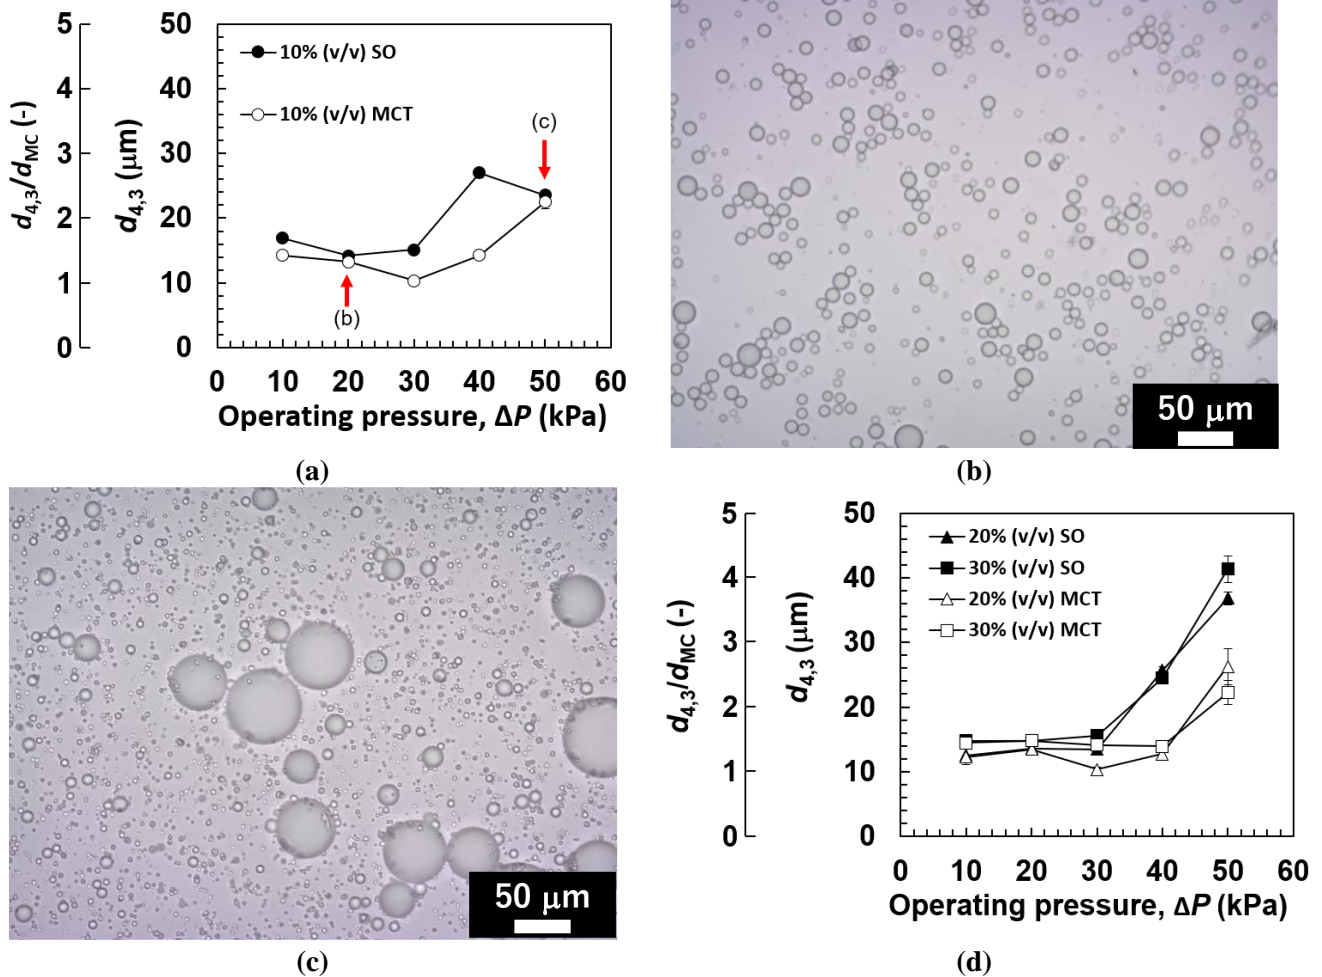 5
4
3
2
1
0
d4,3/dMC (-)
50
40
30
20
10
0
d4,3 (μm)
10% (v/v) SO
10% (v/v) MCT
(c)
(b)
0 10 20 30 40 50 60
Operating pressure, ΔP (kPa)
(a)
50 μm
(b)
50 μm
(c)
5
4
3
2
1
0
d4,3/dMC (-)
50
40
30
20
10
0
d4,3 (μm)
20% (v/v) SO
30% (v/v) SO
20% (v/v) MCT
30% (v/v) MCT
0 10 20 30 40 50 60
Operating pressure, ΔP (kPa)
(d)